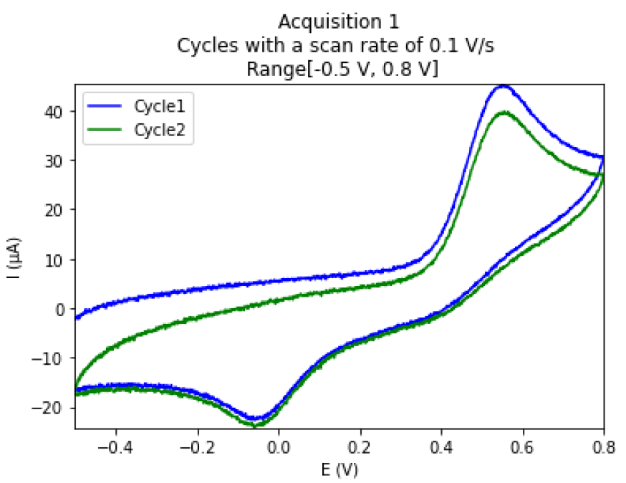 Acquisition 1
Cycles with a scan rate of 0.1 V/s
Range[-0.5 V, 0.8 V]
Cycle1
Cycle2
40
30
20
10
0
−10
−20
I (µA)
−0.4 −0.2 0.0 0.2 0.4 0.6 0.8
E (V)